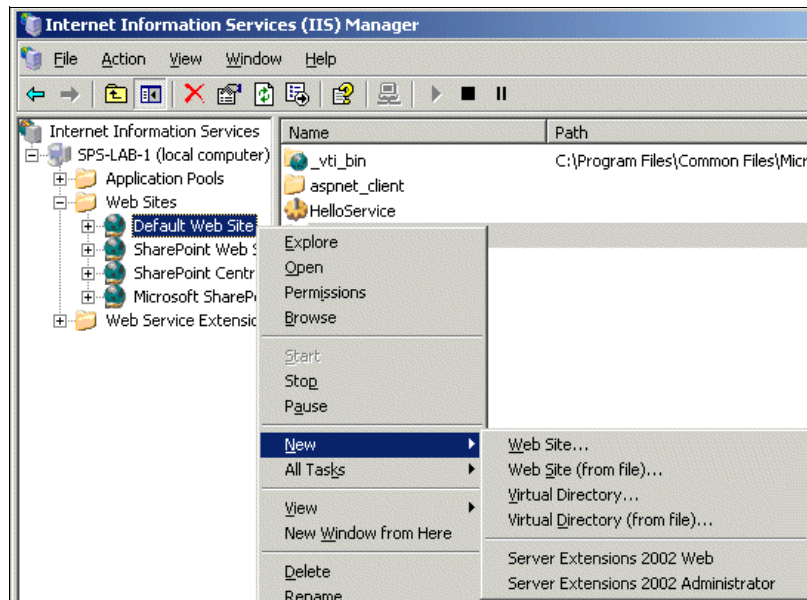 Internet Information Services (IIS) Manager
File Action View Window Help
Internet Information Services
Name Path
SPS-LAB-1 (local computer)
_vti_bin C:\Program Files\Common Files\Micr
Application Pools
aspnet_client
Web Sites
HelloService
Default Web Site
SharePoint Web S
SharePoint Centr
Microsoft SharePo
Web Service Extensio
Explore
Open
Permissions
Browse
Start
Stop
Pause
New
All Tasks
View
New Window from Here
Delete
Rename
Web Site...
Web Site (from file)...
Virtual Directory...
Virtual Directory (from file)...
Server Extensions 2002 Web
Server Extensions 2002 Administrator